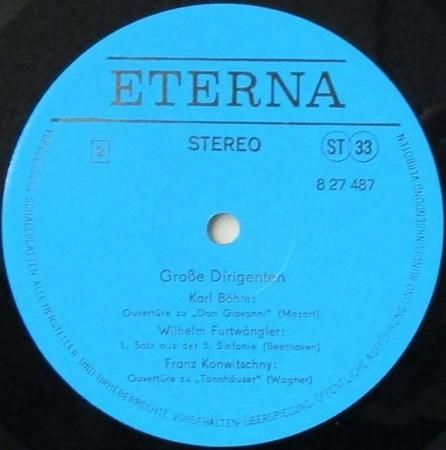 ETERNA
2
STEREO
ST 33
8 27 487
Große Dirigenten
Karl Böhm:
Ouvertüre zu „Don Giovanni" (Mozart)
Wilhelm Furtwängler:
1. Satz aus der 5. Sinfonie (Beethoven)
Franz Konwitschny:
Ouvertüre zu „Tannhäuser" (Wagner)
SCHALLPLATTEN ALLE HERSTELLER- UND URHEBERRECHTE VORBEHALTEN · ÜBERSPIELUNG, ÖFFENTLICHE AUFFÜHRUNG UND RUNDFUNKSENDUNG VERBOTEN